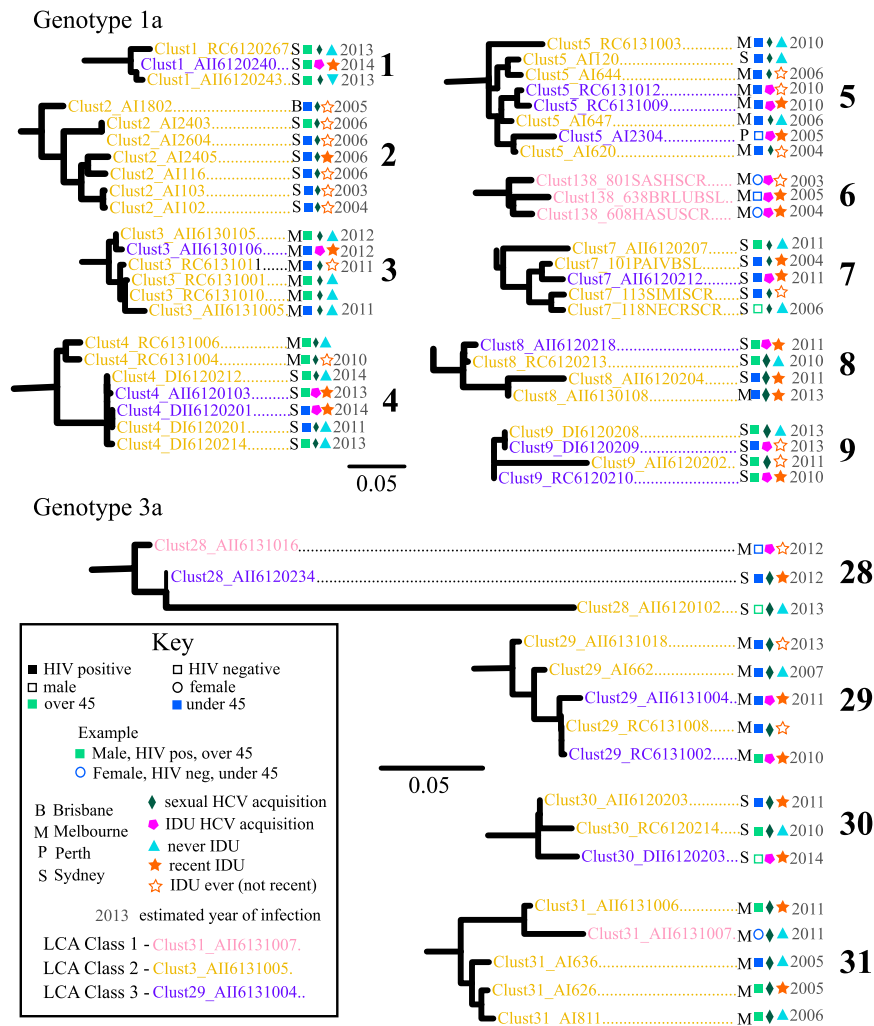 Genotype 1a
Clust1_RC6120267 S 2013
Clust1_AII6120240... S 2014
Clust1_AII6120243.. S 2013
1
Clust2_AI1802 B 2005
Clust2_AI2403 S 2006
Clust2_AI2604 S 2006
Clust2_AI2405 S 2006
Clust2_AI116 S 2006
Clust2_AI103 S 2003
Clust2_AI102 S 2004
2
Clust3_AII6130105 M 2012
Clust3_AII6130106 M 2012
Clust3_RC6131011 M 2011
Clust3_RC6131001 M
Clust3_RC6131010 M
Clust3_AII6131005 M 2011
3
Clust4_RC6131006 M
Clust4_RC6131004 M 2010
Clust4_DI6120212 S 2014
Clust4_AII6120103 S 2013
Clust4_DII6120201 S 2014
Clust4_DI6120201 S 2011
Clust4_DI6120214 S 2013
4
0.05
Clust5_RC6131003 M 2010
Clust5_AI120 S
Clust5_AI644 M 2006
Clust5_RC6131012 M 2010
Clust5_RC6131009 M 2010
Clust5_AI647 M 2006
Clust5_AI2304 P 2005
Clust5_AI620 M 2004
5
Clust138_801SASHSCR M 2003
Clust138_638BRLUBSL M 2005
Clust138_608HASUSCR M 2004
6
Clust7_AII6120207 S 2011
Clust7_101PAIVBSL S 2004
Clust7_AII6120212 S 2011
Clust7_113SIMISCR S
Clust7_118NECRSCR S 2006
7
Clust8_AII6120218 S 2011
Clust8_RC6120213 S 2010
Clust8_AII6120204 S 2011
Clust8_AII6130108 M 2013
8
Clust9_DI6120208 S 2013
Clust9_DI6120209 S 2013
Clust9_AII6120202 S 2011
Clust9_RC6120210 S 2010
9
Genotype 3a
Clust28_AII6131016 M 2012
Clust28_AII6120234 S 2012
Clust28_AII6120102 S 2013
28
Clust29_AII6131018 M 2013
Clust29_AI662 M 2007
Clust29_AII6131004.. M 2011
Clust29_RC6131008 M
Clust29_RC6131002 M 2010
29
0.05
Clust30_AII6120203 S 2011
Clust30_RC6120214 S 2010
Clust30_DII6120203 S 2014
30
Clust31_AII6131006 M 2011
Clust31_AII6131007. M 2011
Clust31_AI636 M 2005
Clust31_AI626 M 2005
Clust31_AI811 M 2006
31
Key
HIV positive
HIV negative
male
female
over 45
under 45
Example
Male, HIV pos, over 45
Female, HIV neg, under 45
B Brisbane
M Melbourne
P Perth
S Sydney
sexual HCV acquisition
IDU HCV acquisition
never IDU
recent IDU
IDU ever (not recent)
2013 estimated year of infection
LCA Class 1 - Clust31_AII6131007.
LCA Class 2 - Clust3_AII6131005.
LCA Class 3 - Clust29_AII6131004..